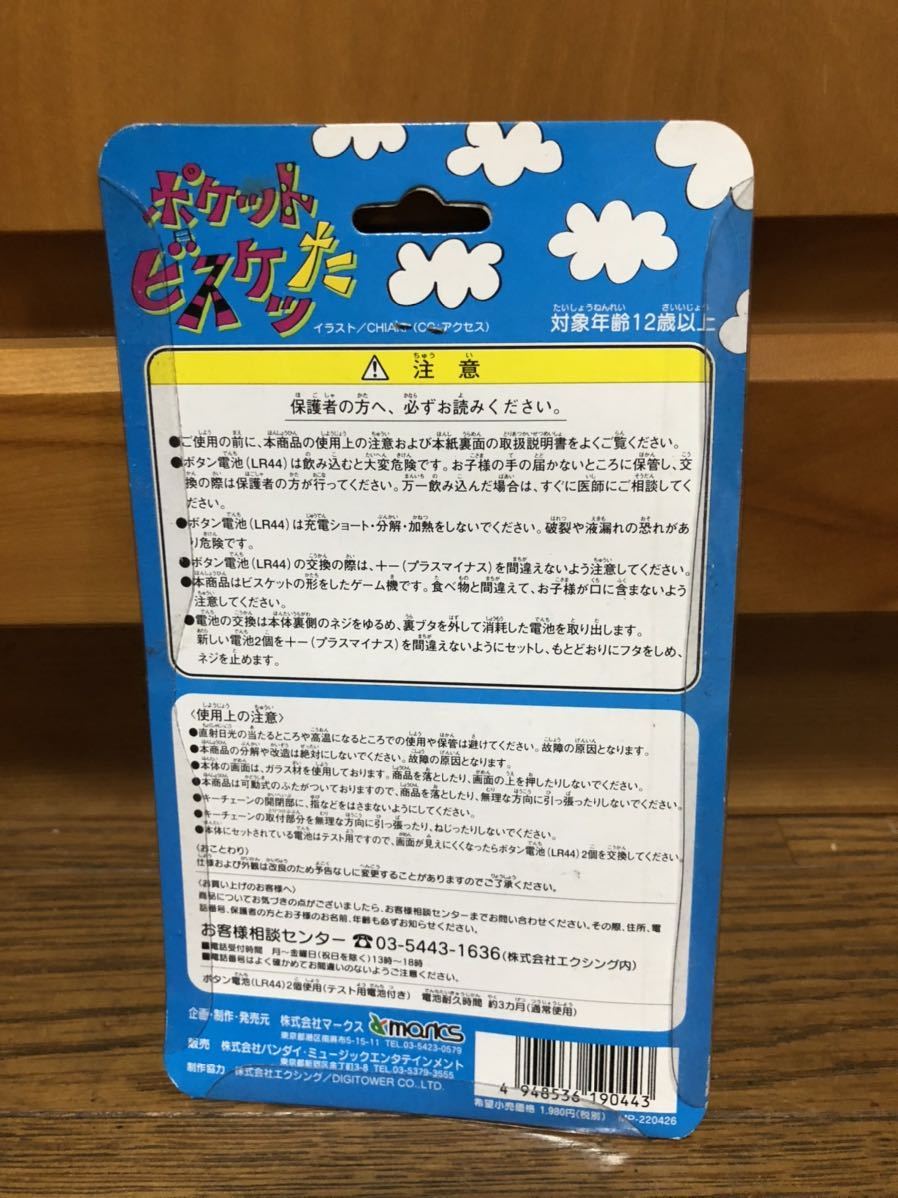 ポケット
ビスケッた
イラスト/CHIAKI (CG:アクセス)
対象年齢12歳以上
注意
保護者の方へ、必ずお読みください。
●ご使用の前に、本商品の使用上の注意および本紙裏面の取扱説明書をよくご覧ください。
●ボタン電池(LR44)は飲み込むと大変危険です。お子様の手の届かないところに保管し、交
換の際は保護者の方が行ってください。万一飲み込んだ場合は、すぐに医師にご相談してく
ださい。
●ボタン電池(LR44)は充電ショート・分解・加熱をしないでください。破裂や液漏れの恐れがあ
り危険です。
●ボタン電池(LR44)の交換の際は、+-(プラスマイナス)を間違えないよう注意してください。
●本商品はビスケットの形をしたゲーム機です。食べ物と間違えて、お子様が口に含まないよう
注意してください。
●電池の交換は本体裏側のネジをゆるめ、裏ブタを外して消耗した電池を取り出します。
新しい電池2個を+-(プラスマイナス)を間違えないようにセットし、もとどおりにフタをしめ、
ネジを止めます。
〈使用上の注意〉
●直射日光の当たるところや高温になるところでの使用や保管は避けてください。故障の原因となります。
●本商品の分解や改造は絶対にしないでください。故障の原因となります。
●本体の画面は、ガラス材を使用しております。商品を落としたり、画面の上を押したりしないでください。
●本商品は可動式のふたがついておりますので、商品を落としたり、無理な方向に引っ張ったりしないでください。
●キーチェーンの開閉部に、指などをはさまないようにしてください。
●キーチェーンの取付部分を無理な方向に引っ張ったり、ねじったりしないでください。
●本体にセットされている電池はテスト用ですので、画面が見えにくくなったらボタン電池(LR44)2個を交換してください。
〈おことわり〉
仕様および外観は改良のため予告なしに変更することがありますのでご了承ください。
〈お買い上げのお客様へ〉
商品についてお気づきの点がございましたら、お客様相談センターまでお問い合わせください。その際、住所、電
話番号、保護者の方とお子様のお名前、年齢も必ずお知らせください。
お客様相談センター ☎03-5443-1636(株式会社エクシング内)
■電話受付時間 月〜金曜日(祝日を除く)13時〜18時
■電話番号はよく確かめてお間違いのないようご注意ください。
ボタン電池(LR44)2個使用(テスト用電池付き) 電池耐久時間 約3カ月(通常使用)
企画・制作・発売元 株式会社マークス marics
東京都港区南麻布5-15-11 TEL.03-5423-0579
販売 株式会社バンダイ・ミュージックエンタテインメント
東京都新宿区余丁町3-8 TEL.03-5379-3555
制作協力 株式会社エクシング/DIGITOWER CO., LTD.
4 948536 190443
希望小売価格 1,980円(税別) MP-220426